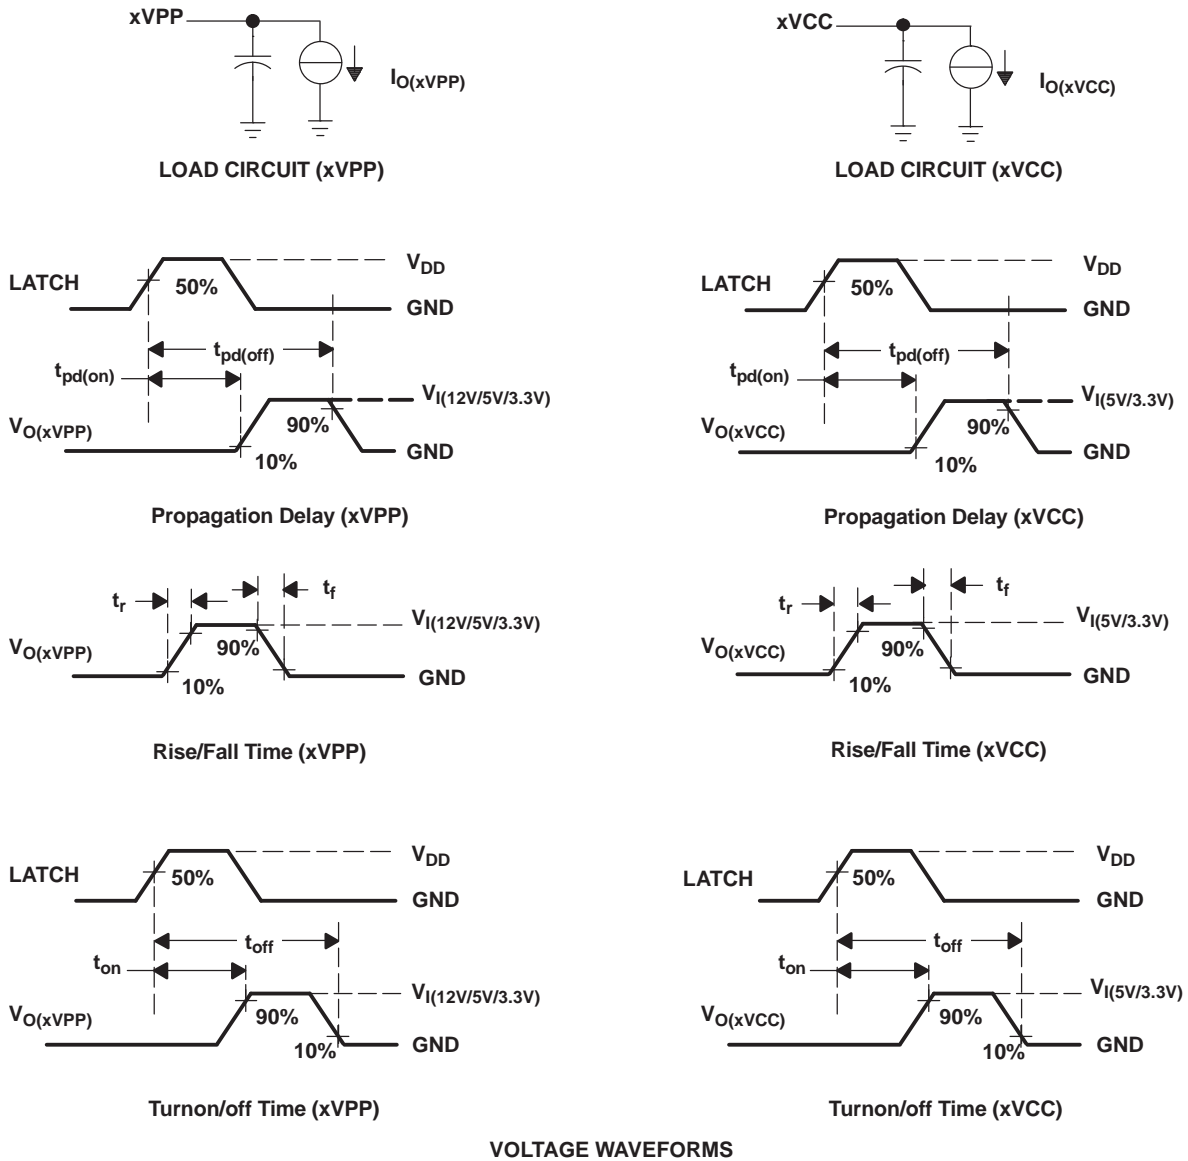 xVPP
IO(xVPP)
LOAD CIRCUIT (xVPP)
xVCC
IO(xVCC)
LOAD CIRCUIT (xVCC)
LATCH
50%
VDD
GND
tpd(off)
tpd(on)
VI(12V/5V/3.3V)
VO(xVPP)
90%
10%
GND
Propagation Delay (xVPP)
LATCH
50%
VDD
GND
tpd(off)
tpd(on)
VI(5V/3.3V)
VO(xVCC)
90%
10%
GND
Propagation Delay (xVCC)
tr
tf
VI(12V/5V/3.3V)
VO(xVPP)
90%
10%
GND
Rise/Fall Time (xVPP)
tr
tf
VI(5V/3.3V)
VO(xVCC)
90%
10%
GND
Rise/Fall Time (xVCC)
LATCH
50%
VDD
GND
toff
ton
VI(12V/5V/3.3V)
VO(xVPP)
90%
10%
GND
Turnon/off Time (xVPP)
LATCH
50%
VDD
GND
toff
ton
VI(5V/3.3V)
VO(xVCC)
90%
10%
GND
Turnon/off Time (xVCC)
VOLTAGE WAVEFORMS